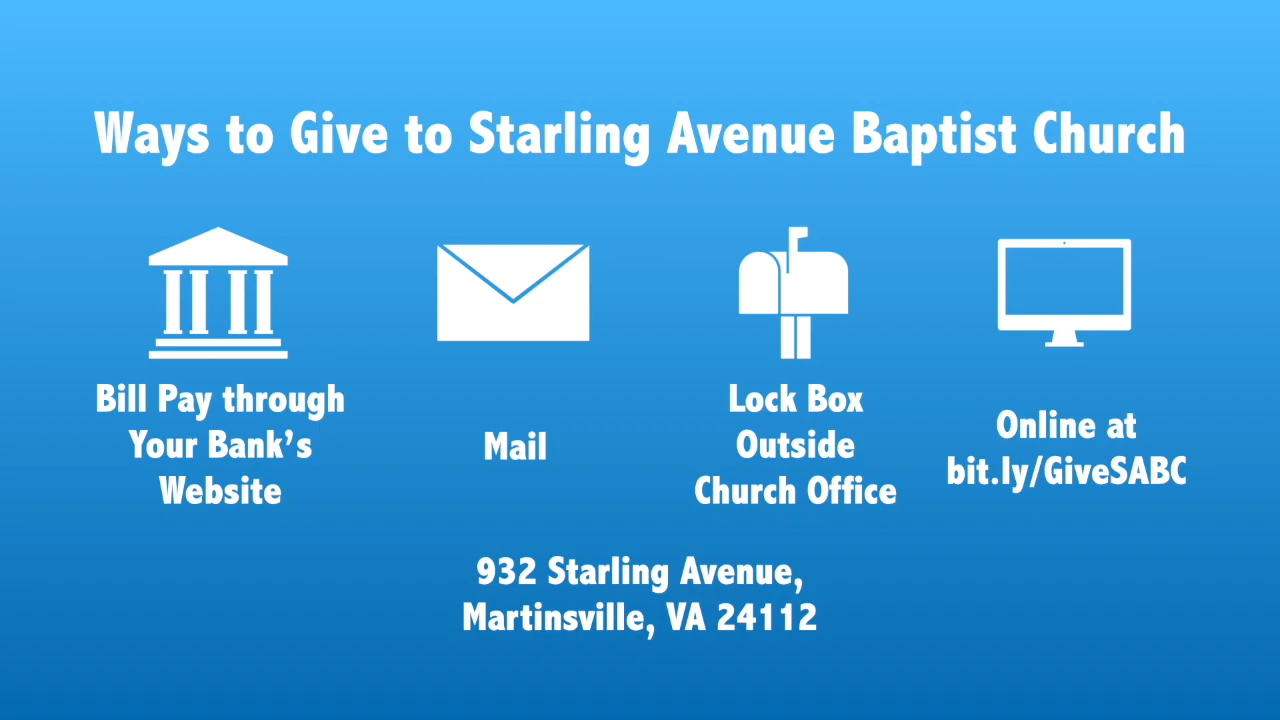 Ways to Give to Starling Avenue Baptist Church
Bill Pay through
Your Bank’s
Website
Mail
Lock Box
Outside
Church Office
Online at
bit.ly/GiveSABC
932 Starling Avenue,
Martinsville, VA 24112